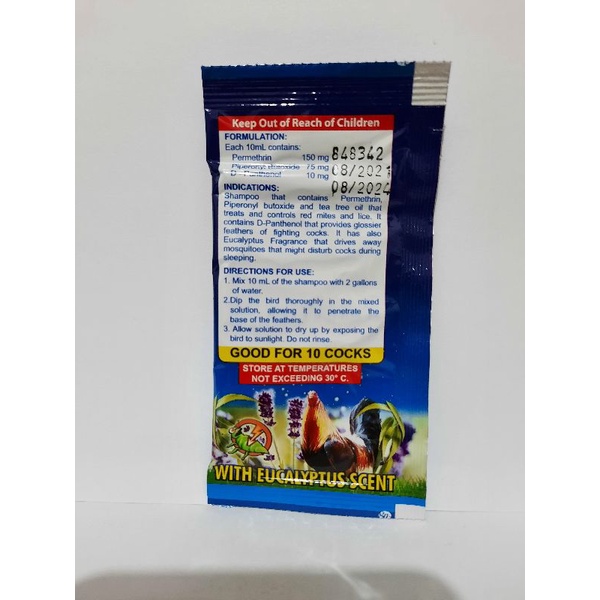 Keep Out of Reach of Children
FORMULATION:
Each 10mL contains:
Permethrin 150 mg
Piperonyl Butoxide 75 mg
D-Panthenol 10 mg
848342
08/2021
08/2024
INDICATIONS:
Shampoo that contains Permethrin,
Piperonyl butoxide and tea tree oil that
treats and controls red mites and lice. It
contains D-Panthenol that provides glossier
feathers of fighting cocks. It has also
Eucalyptus Fragrance that drives away
mosquitoes that might disturb cocks during
sleeping.
DIRECTIONS FOR USE:
1. Mix 10 mL of the shampoo with 2 gallons
of water.
2.Dip the bird thoroughly in the mixed
solution, allowing it to penetrate the
base of the feathers.
3. Allow solution to dry up by exposing the
bird to sunlight. Do not rinse.
GOOD FOR 10 COCKS
STORE AT TEMPERATURES
NOT EXCEEDING 30° C.
WITH EUCALYPTUS SCENT